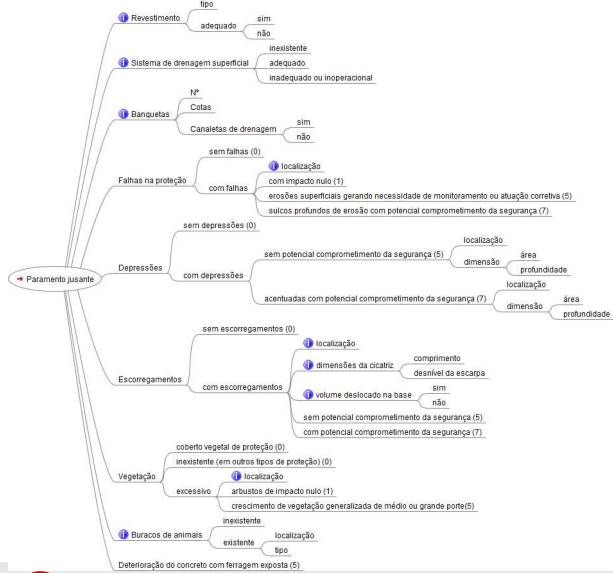 Paramento jusante
Revestimento
tipo
adequado
sim
não
Sistema de drenagem superficial
inexistente
adequado
inadequado ou inoperacional
Banquetas
Nº
Cotas
Canaletas de drenagem
sim
não
Falhas na proteção
sem falhas (0)
com falhas
localização
com impacto nulo (1)
erosões superficiais gerando necessidade de monitoramento ou atuação corretiva (5)
sulcos profundos de erosão com potencial comprometimento da segurança (7)
Depressões
sem depressões (0)
com depressões
sem potencial comprometimento da segurança (5)
localização
dimensão
área
profundidade
acentuadas com potencial comprometimento da segurança (7)
localização
dimensão
área
profundidade
Escorregamentos
sem escorregamentos (0)
com escorregamentos
localização
dimensões da cicatriz
comprimento
desnível da escarpa
volume deslocado na base
sim
não
sem potencial comprometimento da segurança (5)
com potencial comprometimento da segurança (7)
Vegetação
coberto vegetal de proteção (0)
inexistente (em outros tipos de proteção) (0)
excessivo
localização
arbustos de impacto nulo (1)
crescimento de vegetação generalizada de médio ou grande porte(5)
Buracos de animais
inexistente
existente
localização
tipo
Deterioração do concreto com ferragem exposta (5)